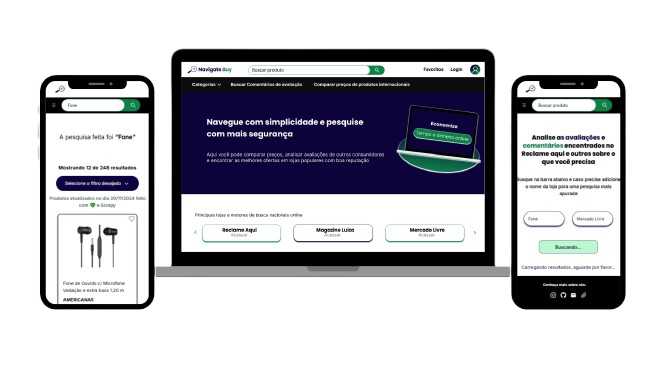 Fone
A pesquisa feita foi "Fone"
Mostrando 12 de 248 resultados
Selecione o filtro desejado
Produtos atualizados no dia 20/11/2024 feito
com 💚 e Scrapy
Fone de Ouvido c/ Microfone
Vedação e extra bass 1,20 m
AMERICANAS
Navigate Buy
Buscar produto
Favoritos
Login
Categorias
Buscar Comentários de avaliação
Comparar preços de produtos internacionais
Navegue com simplicidade e pesquise
com mais segurança
Aqui você pode comparar preços, analisar avaliações de outros consumidores
e encontrar as melhores ofertas em lojas populares com boa reputação
Economize
Tempo e dinheiro online
Principais lojas e motores de busca nacionais online
Reclame Aqui
Acessar
Magazine Luiza
Acessar
Mercado Livre
Acessar
Buscar produto
Analise as avaliações e
comentários encontrados no
Reclame aqui e outros sobre o
que você precisa
Busque na barra abaixo e caso precise adicione
o nome da loja para uma pesquisa mais
apurada
Fone
Mercado Livre
Buscando...
Carregando resultados, aguarde por favor...
Conheça mais sobre nós: